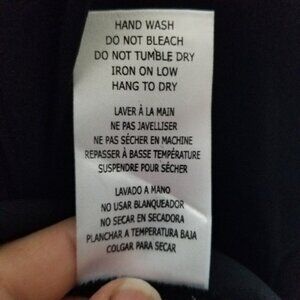 HAND WASH
DO NOT BLEACH
DO NOT TUMBLE DRY
IRON ON LOW
HANG TO DRY
LAVER À LA MAIN
NE PAS JAVELLISER
NE PAS SÉCHER EN MACHINE
REPASSER À BASSE TEMPÉRATURE
SUSPENDRE POUR SÉCHER
LAVADO A MANO
NO USAR BLANQUEADOR
NO SECAR EN SECADORA
PLANCHAR A TEMPERATURA BAJA
COLGAR PARA SECAR